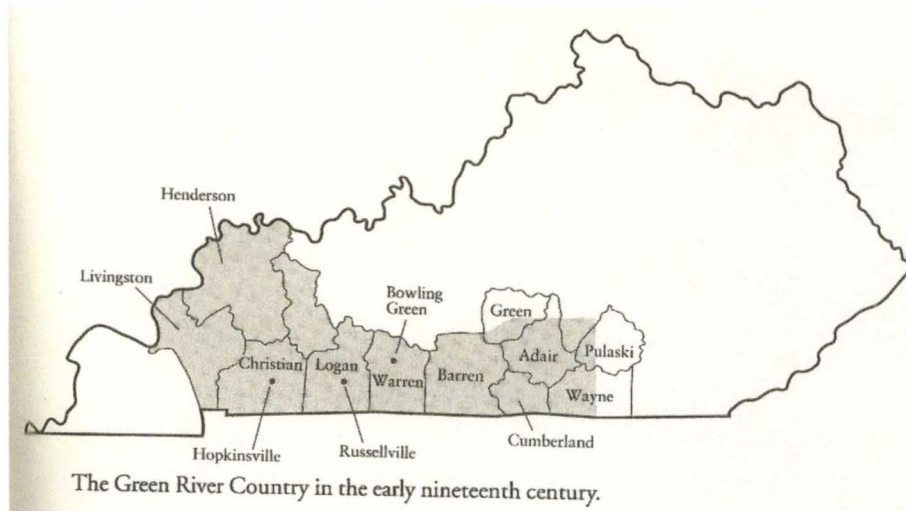 Henderson
Livingston
Bowling
Green
Green
Pulaski
Adair
Christian
Logan
Warren
Barren
Wayne
Cumberland
Hopkinsville
Russellville
The Green River Country in the early nineteenth century.